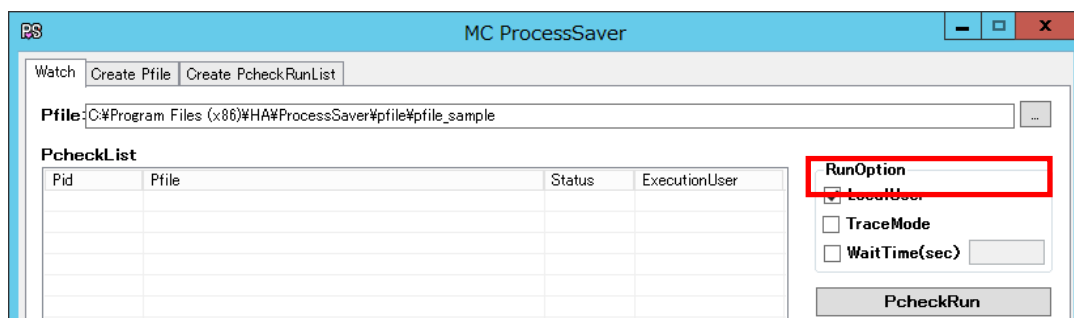 PS MC ProcessSaver
Watch Create Pfile Create PcheckRunList
Pfile: C:¥Program Files (x86)¥HA¥ProcessSaver¥pfile¥pfile_sample ...
PcheckList
Pid Pfile Status ExecutionUser
RunOption
LocalUser
TraceMode
WaitTime(sec)
PcheckRun